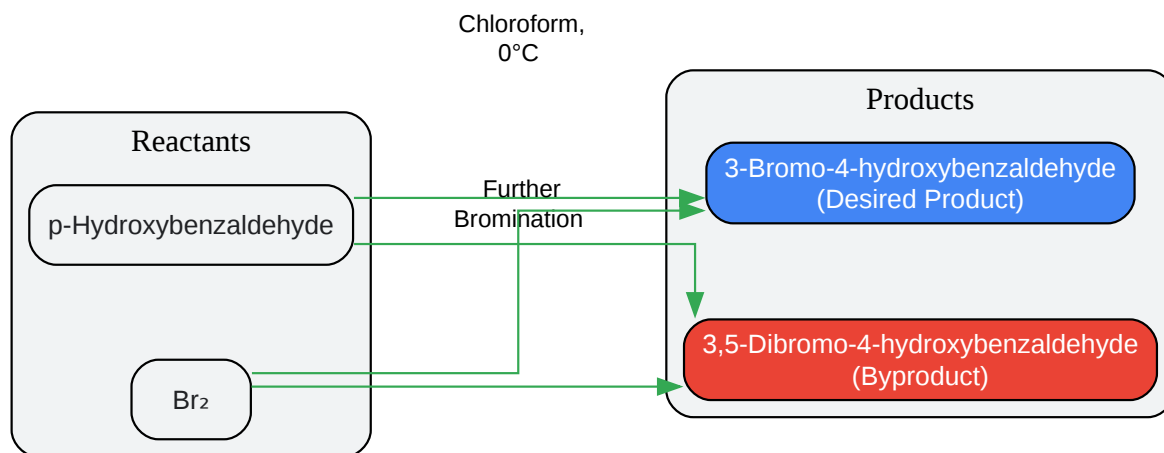 Chloroform,
0°C
Reactants
p-Hydroxybenzaldehyde
Br₂
Further
Bromination
Products
3-Bromo-4-hydroxybenzaldehyde
(Desired Product)
3,5-Dibromo-4-hydroxybenzaldehyde
(Byproduct)